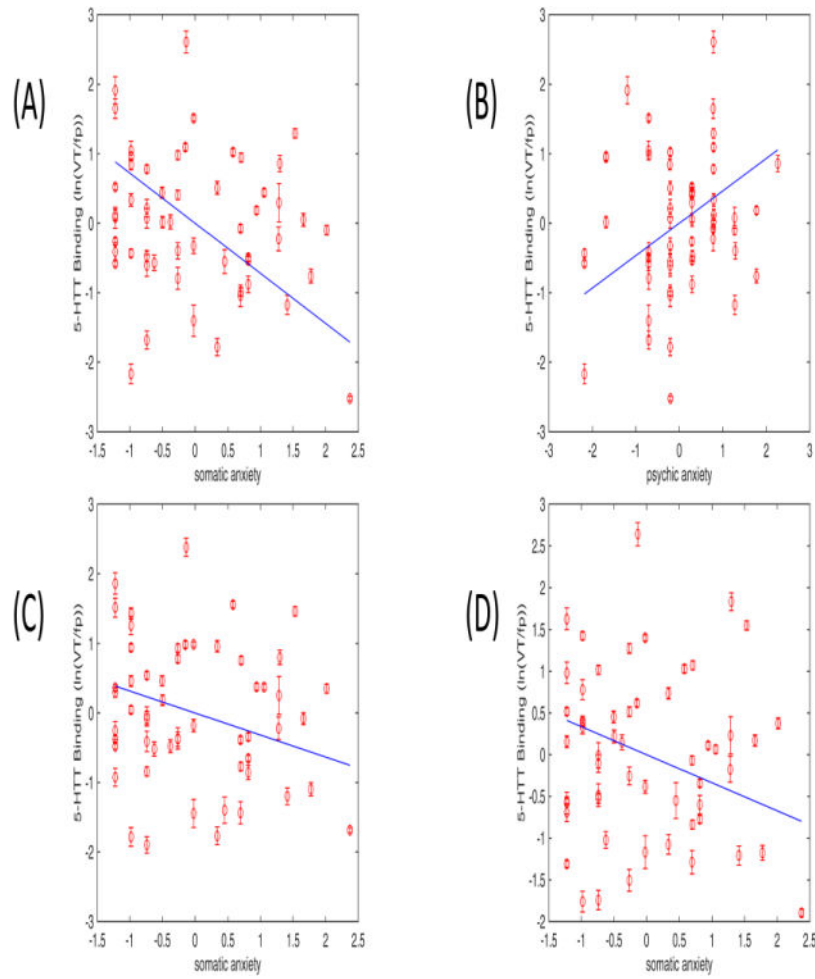 (A)
5-HTT Binding (ln(VT/fp))
3
2
1
0
-1
-2
-3
-1.5 -1 -0.5 0 0.5 1 1.5 2 2.5
somatic anxiety
(B)
5-HTT Binding (ln(VT/fp))
3
2
1
0
-1
-2
-3
-3 -2 -1 0 1 2 3
psychic anxiety
(C)
5-HTT Binding (ln(VT/fp))
3
2
1
0
-1
-2
-3
-1.5 -1 -0.5 0 0.5 1 1.5 2 2.5
somatic anxiety
(D)
5-HTT Binding (ln(VT/fp))
3
2.5
2
1.5
1
0.5
0
-0.5
-1
-1.5
-2
-1.5 -1 -0.5 0 0.5 1 1.5 2 2.5
somatic anxiety